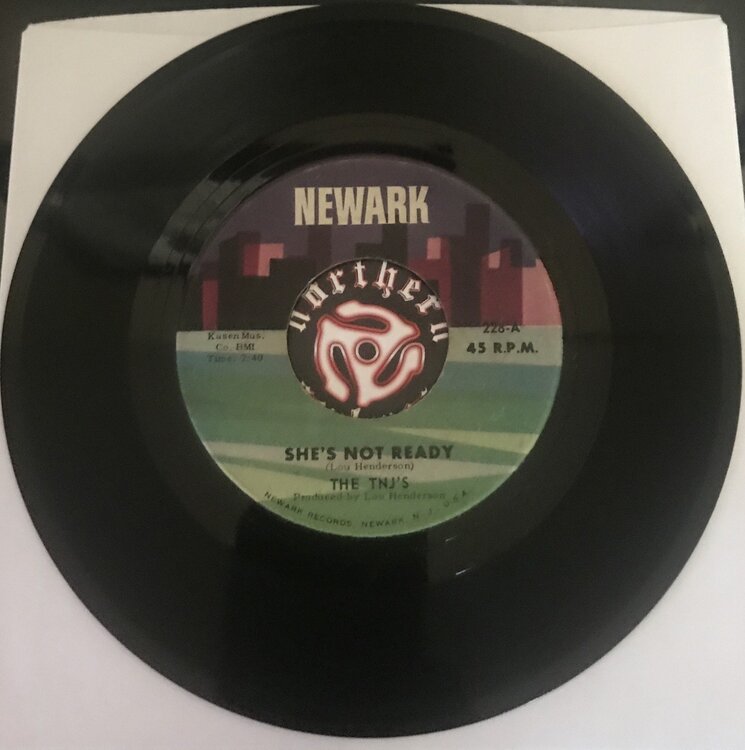 NEWARK
northern
Kusen Mus.
Co. BMI
Time: 2:40
228-A
45 R.P.M.
SHE'S NOT READY
(Lou Henderson)
THE TNJ'S
Produced by Lou Henderson
NEWARK RECORDS, NEWARK, N. J., U.S.A.